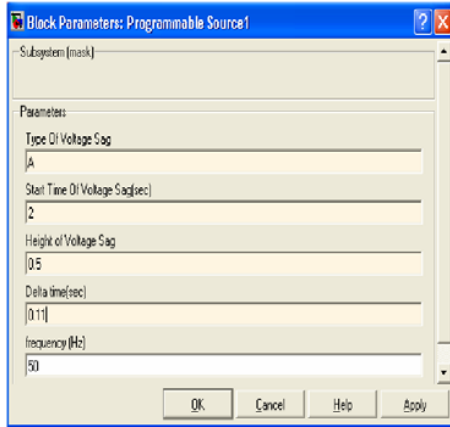 Block Parameters: Programmable Source1
Subsystem (mask)
Parameters
Type Of Voltage Sag
A
Start Time Of Voltage Sag(sec)
2
Height of Voltage Sag
0.5
Delta time(sec)
0.11
frequency (Hz)
50
OK Cancel Help Apply